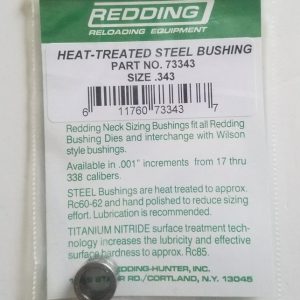 REDDING
RELOADING EQUIPMENT
HEAT-TREATED STEEL BUSHING
PART NO. 73343
SIZE .343
6 11760 73343 7
Redding Neck Sizing Bushings fit all Redding
Bushing Dies and interchange with Wilson
style bushings.
Available in .001" increments from 17 thru
338 calibers.
STEEL Bushings are heat treated to approx.
Rc60-62 and hand polished to reduce sizing
effort. Lubrication is recommended.
TITANIUM NITRIDE surface treatment tech-
nology increases the lubricity and effective
surface hardness to approx. Rc85.
REDDING-HUNTER, INC.
RD./CORTLAND, N.Y. 13045